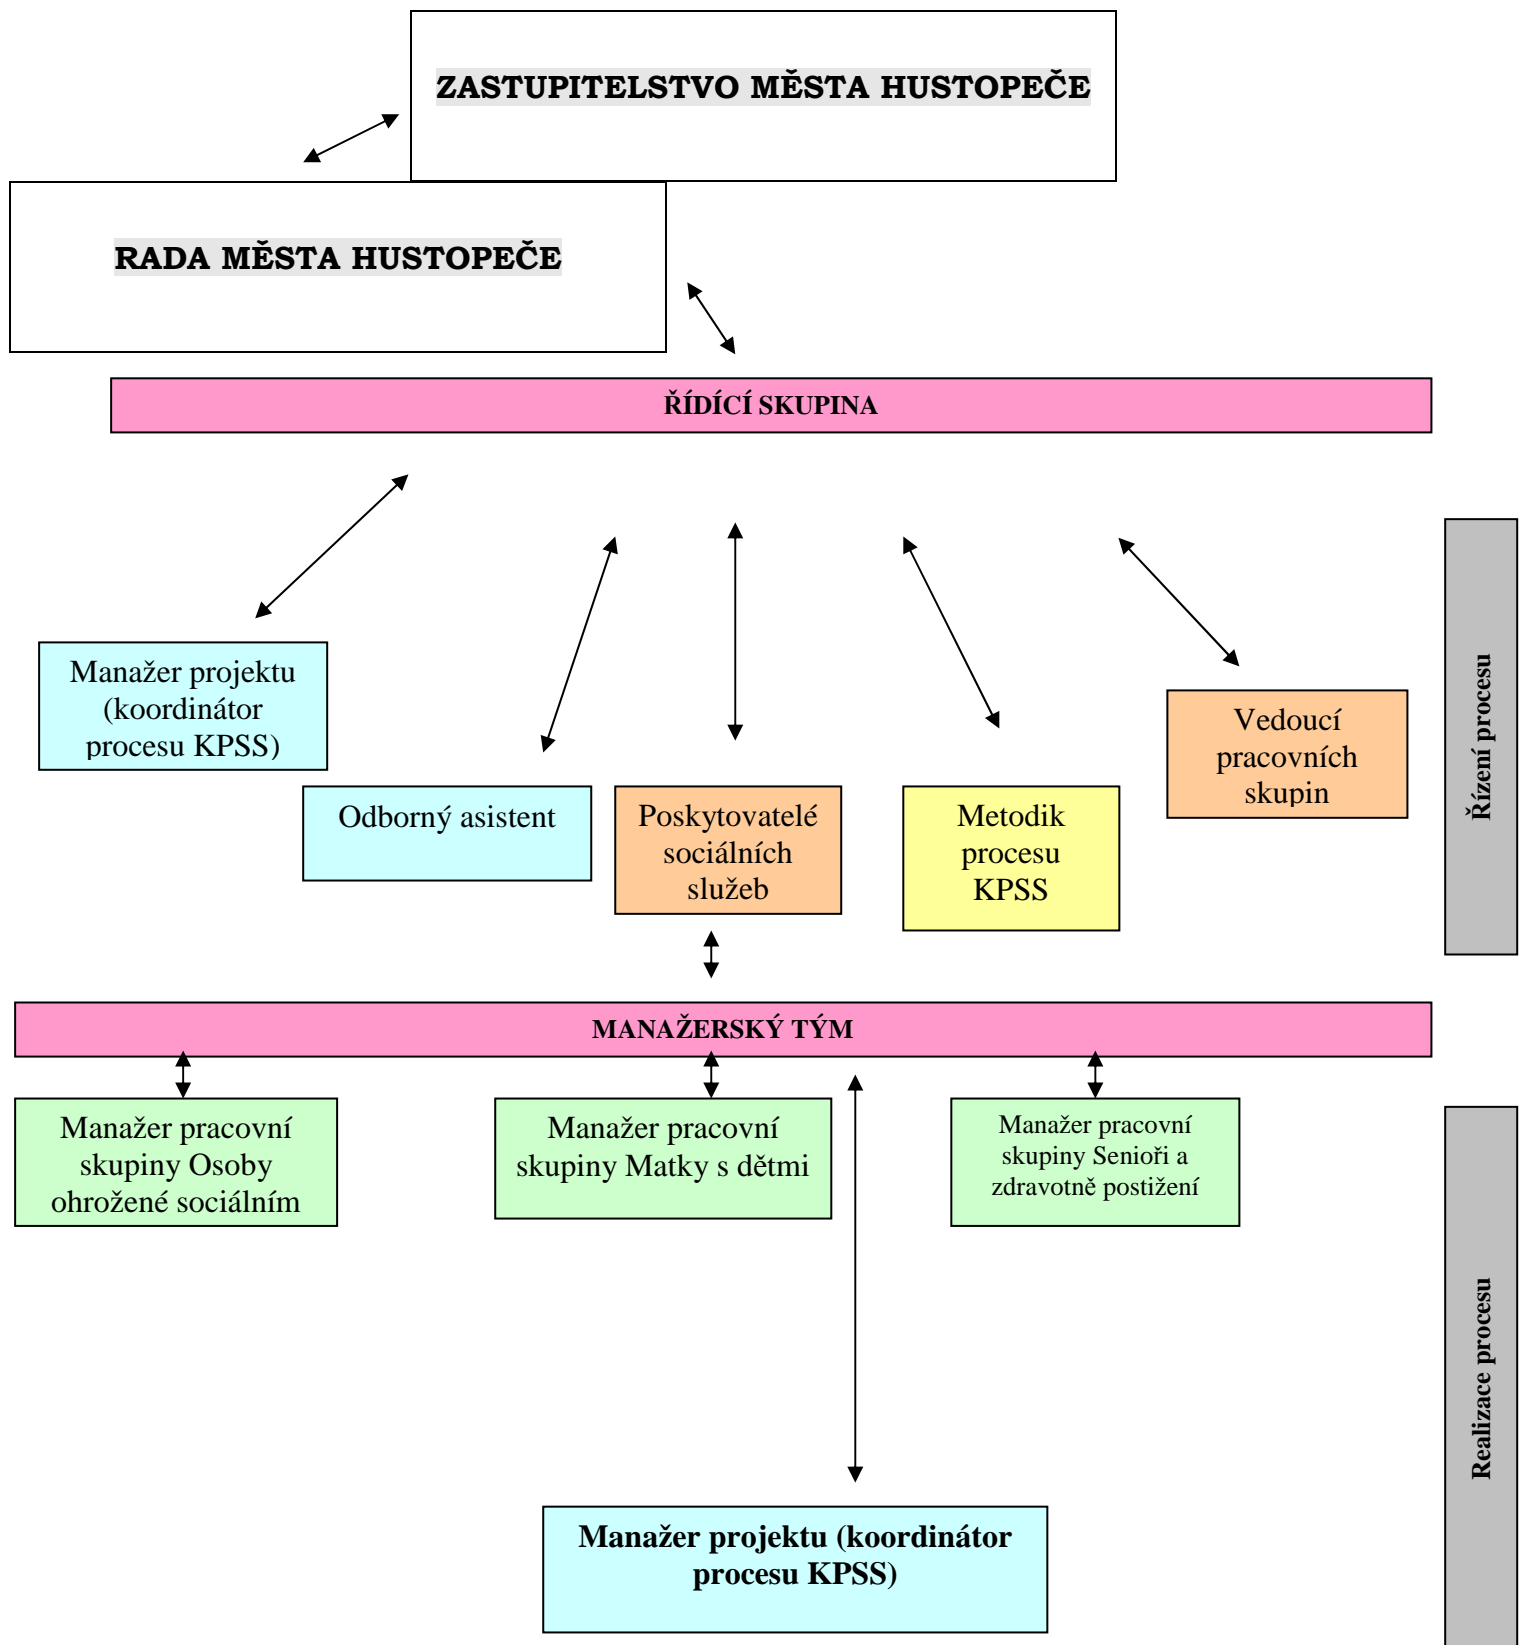 ZASTUPITELSTVO MĚSTA HUSTOPEČE
RADA MĚSTA HUSTOPEČE
ŘÍDÍCÍ SKUPINA
Manažer projektu
(koordinátor
procesu KPSS)
Odborný asistent
Poskytovatelé
sociálních
služeb
Metodik
procesu
KPSS
Vedoucí
pracovních
skupin
Řízení procesu
MANAŽERSKÝ TÝM
Manažer pracovní
skupiny Osoby
ohrožené sociálním
Manažer pracovní
skupiny Matky s dětmi
Manažer pracovní
skupiny Senioři a
zdravotně postižení
Realizace procesu
Manažer projektu (koordinátor
procesu KPSS)